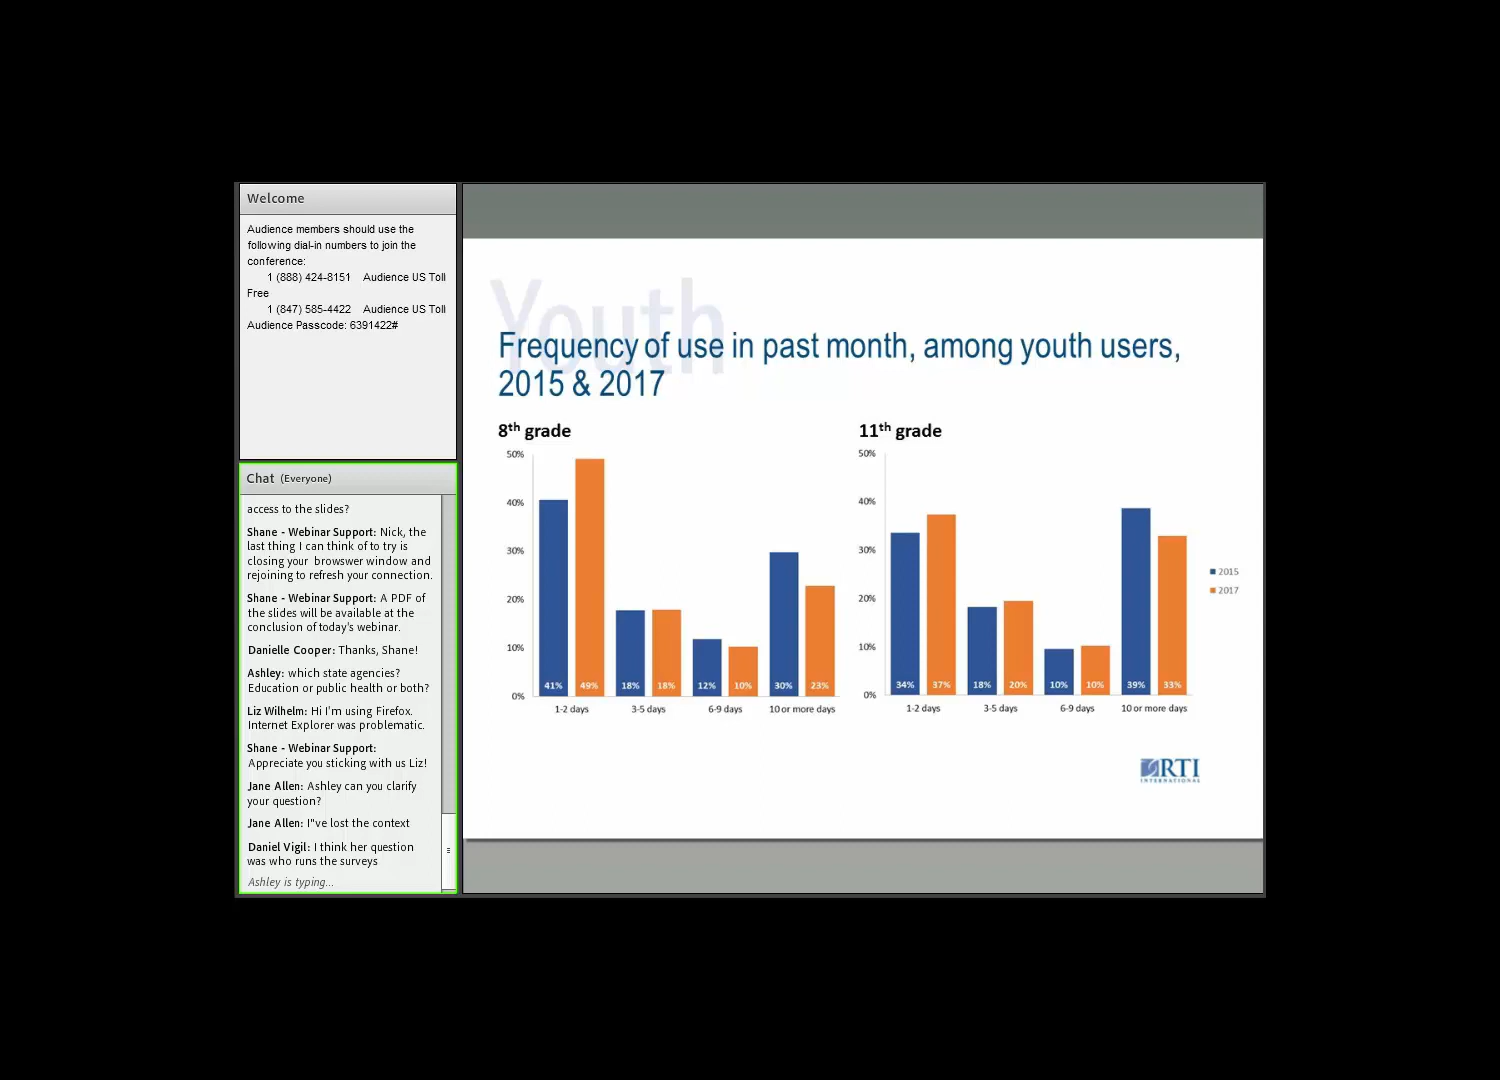 Welcome
Audience members should use the
following dial-in numbers to join the
conference:
1 (888) 424-8151 Audience US Toll
Free
1 (847) 585-4422 Audience US Toll
Audience Passcode: 6391422#
Chat (Everyone)
access to the slides?
Shane - Webinar Support: Nick, the
last thing I can think of to try is
closing your browswer window and
rejoining to refresh your connection.
Shane - Webinar Support: A PDF of
the slides will be available at the
conclusion of today's webinar.
Danielle Cooper: Thanks, Shane!
Ashley: which state agencies?
Education or public health or both?
Liz Wilhelm: Hi I'm using Firefox.
Internet Explorer was problematic.
Shane - Webinar Support:
Appreciate you sticking with us Liz!
Jane Allen: Ashley can you clarify
your question?
Jane Allen: I"ve lost the context
Daniel Vigil: I think her question
was who runs the surveys
Ashley is typing...
Youth
Frequency of use in past month, among youth users,
2015 & 2017
8th grade
50%
40%
30%
20%
10%
0%
41% 49% 18% 18% 12% 10% 30% 23%
1-2 days 3-5 days 6-9 days 10 or more days
11th grade
50%
40%
30%
20%
10%
0%
34% 37% 18% 20% 10% 10% 39% 33%
1-2 days 3-5 days 6-9 days 10 or more days
2015
2017
RTI
INTERNATIONAL